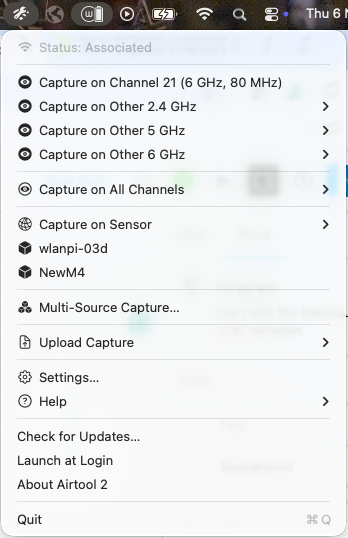 Thu 6
Status: Associated
Capture on Channel 21 (6 GHz, 80 MHz)
Capture on Other 2.4 GHz
Capture on Other 5 GHz
Capture on Other 6 GHz
Capture on All Channels
Capture on Sensor
wlanpi-03d
NewM4
Multi-Source Capture...
Upload Capture
Settings...
Help
Check for Updates...
Launch at Login
About Airtool 2
Quit ⌘ Q